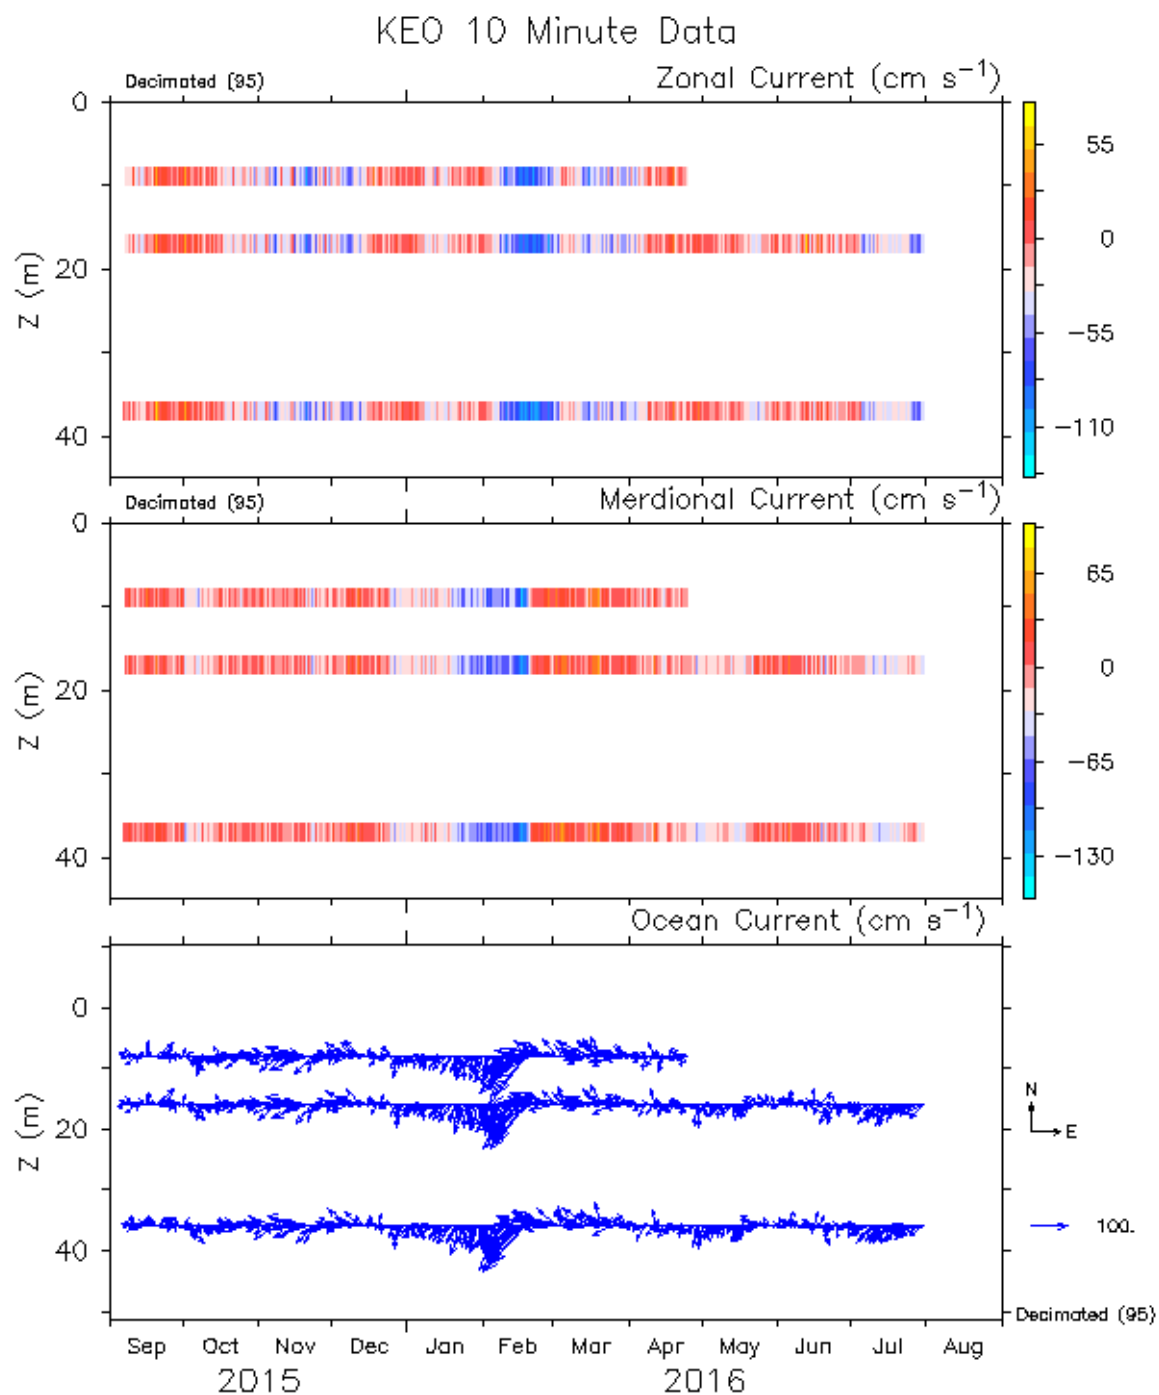 KEO 10 Minute Data
Decimated (95)
Zonal Current (cm s⁻¹)
0
20
40
Z (m)
55
0
−55
−110
Decimated (95)
Merdional Current (cm s⁻¹)
0
20
40
Z (m)
65
0
−65
−130
Ocean Current (cm s⁻¹)
0
20
40
Z (m)
N
E
100.
Decimated (95)
Sep Oct Nov Dec Jan Feb Mar Apr May Jun Jul Aug
2015 2016